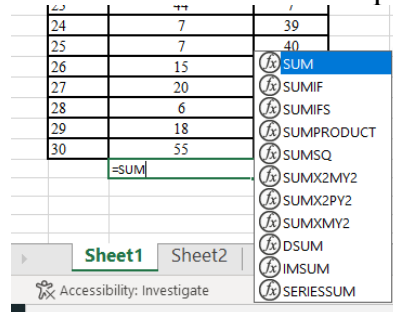 24 7 39
25 7 40
26 15
27 20
28 6
29 18
30 55
=SUM
SUM
SUMIF
SUMIFS
SUMPRODUCT
SUMSQ
SUMX2MY2
SUMX2PY2
SUMXMY2
DSUM
IMSUM
SERIESSUM
Sheet1 Sheet2
Accessibility: Investigate